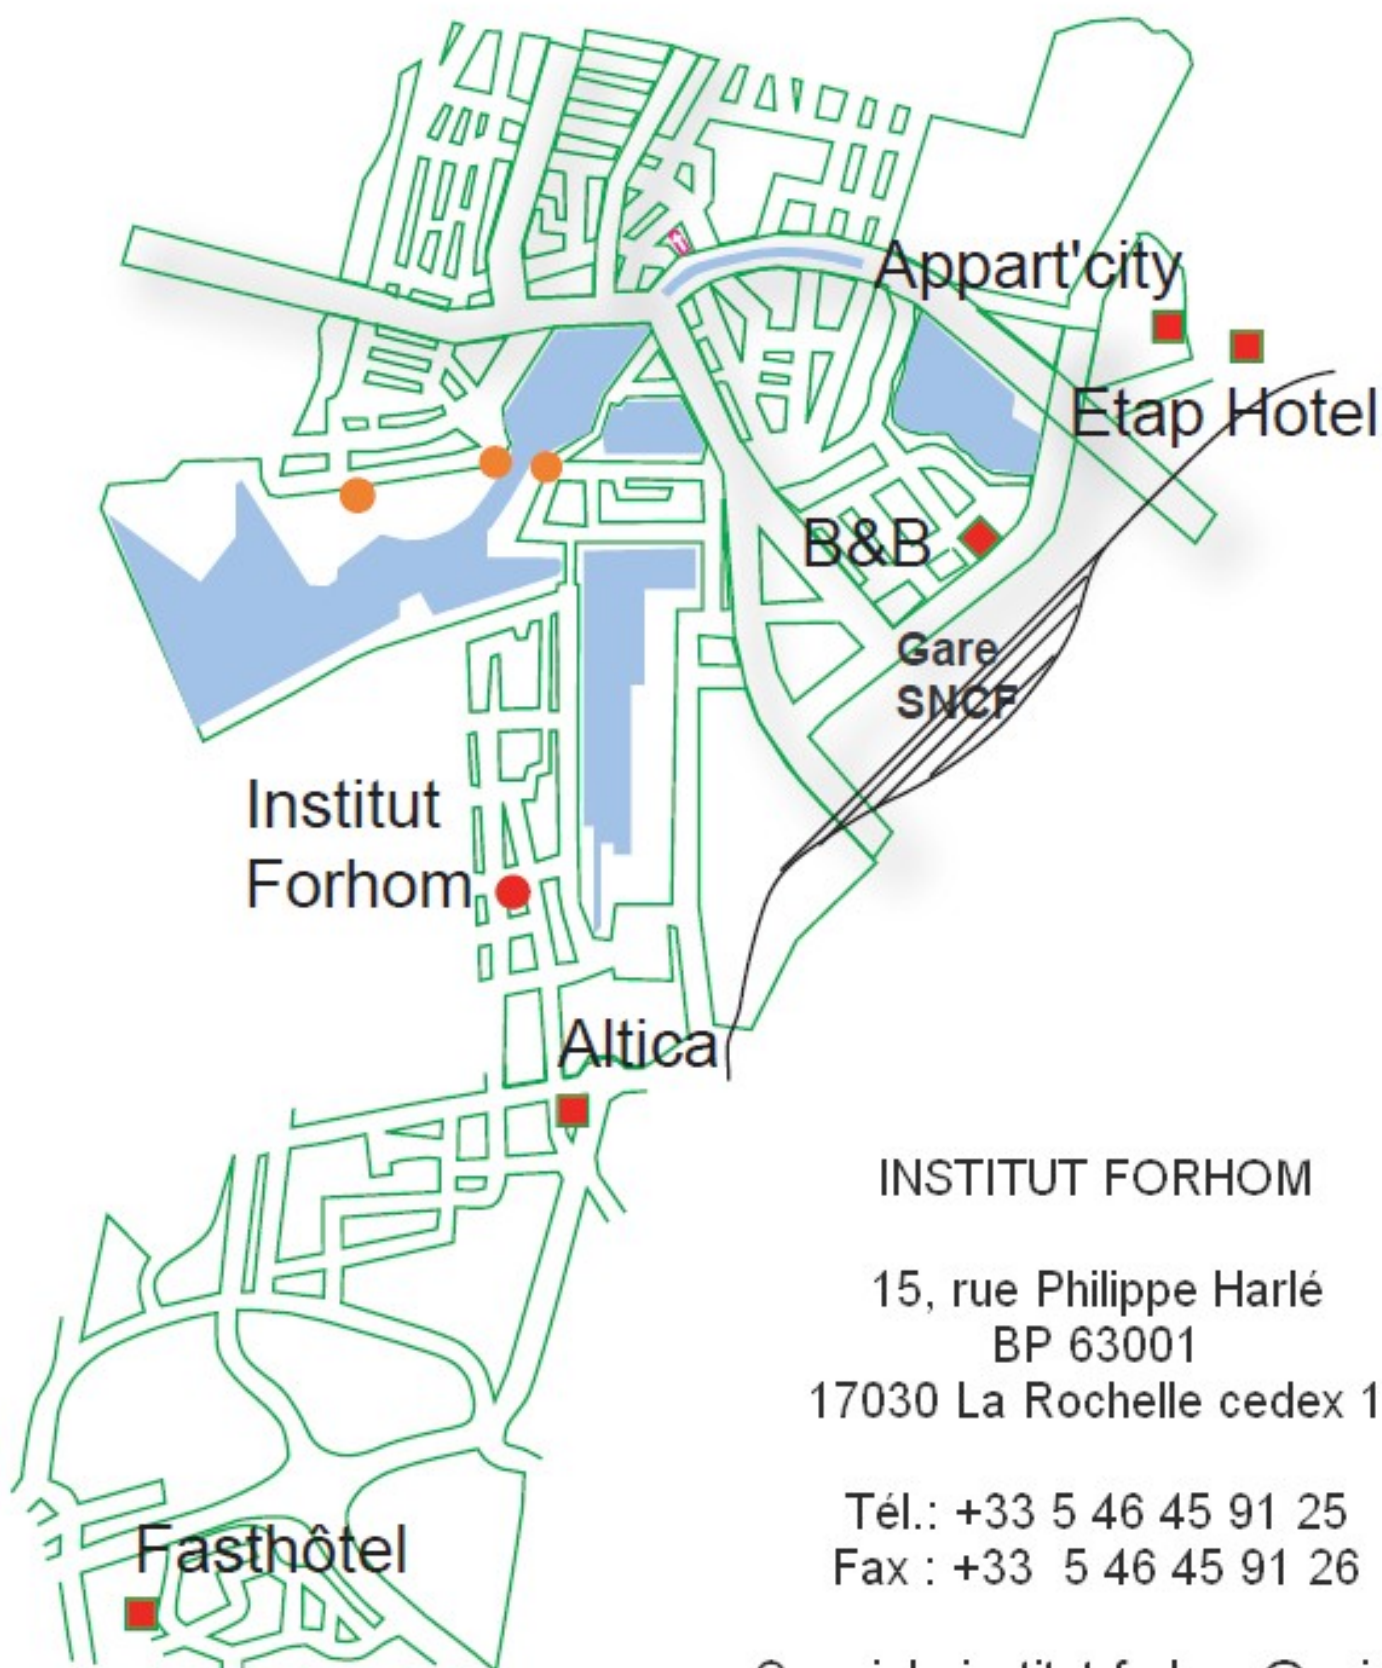 Appart'city
Etap Hotel
B&B
Gare
SNCF
Institut
Forhom
Altica
INSTITUT FORHOM
15, rue Philippe Harlé
BP 63001
17030 La Rochelle cedex 1
Tél.: +33 5 46 45 91 25
Fax : +33 5 46 45 91 26
Fasthôtel